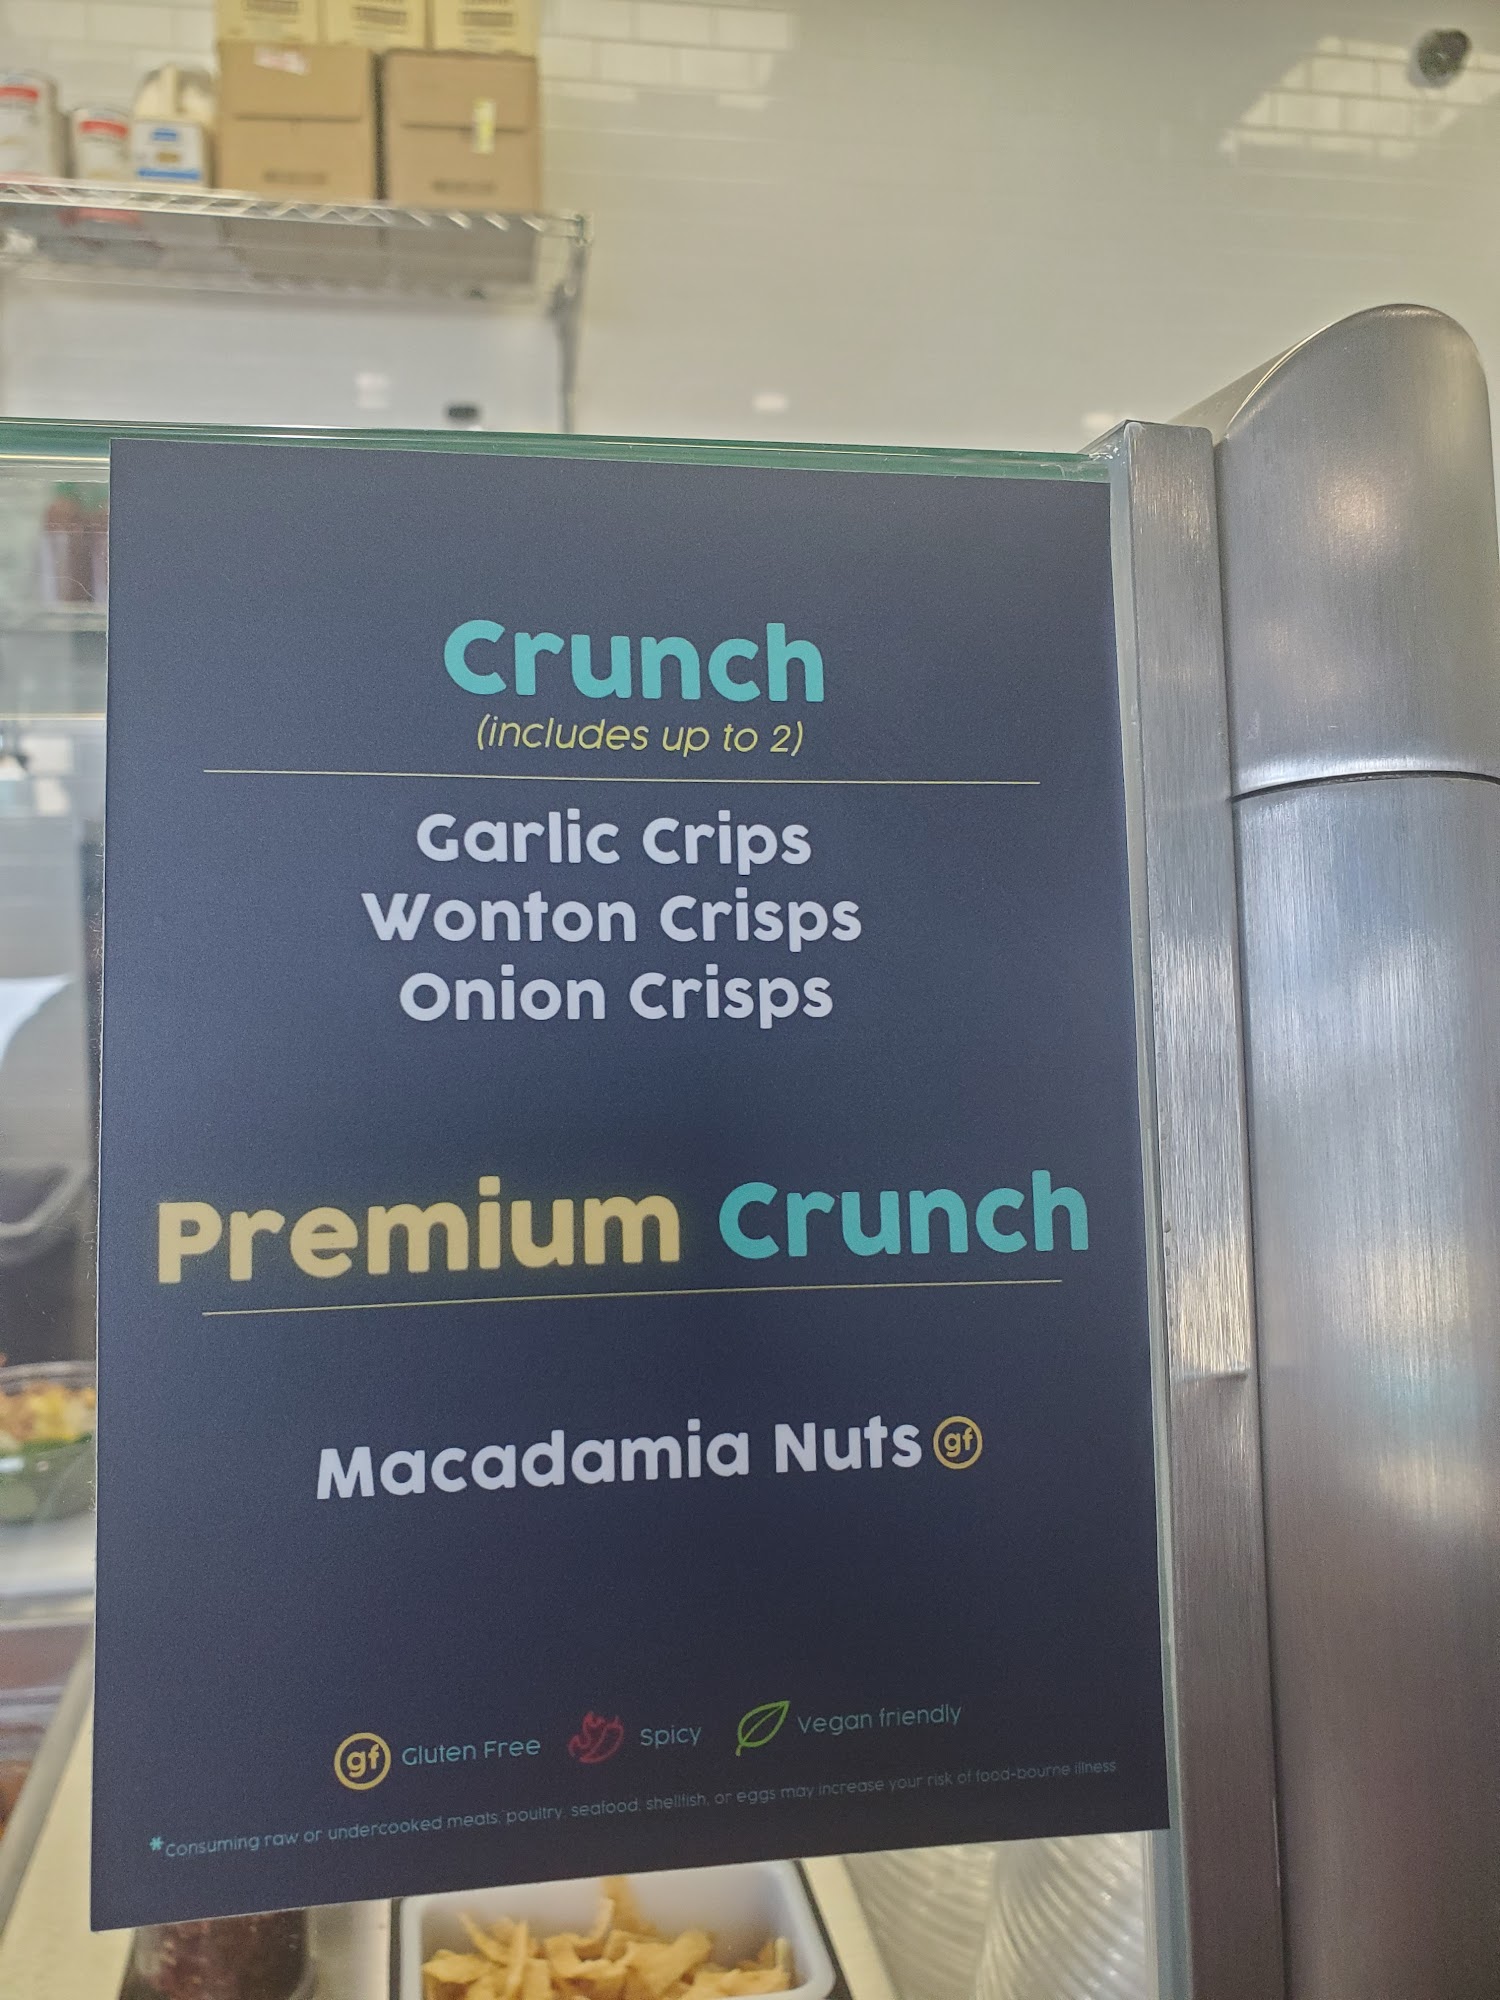 Crunch
(includes up to 2)
Garlic Crips
Wonton Crisps
Onion Crisps
Premium Crunch
Macadamia Nuts gf
gf Gluten Free Spicy Vegan friendly
*Consuming raw or undercooked meats, poultry, seafood, shellfish, or eggs may increase your risk of food-bourne illness